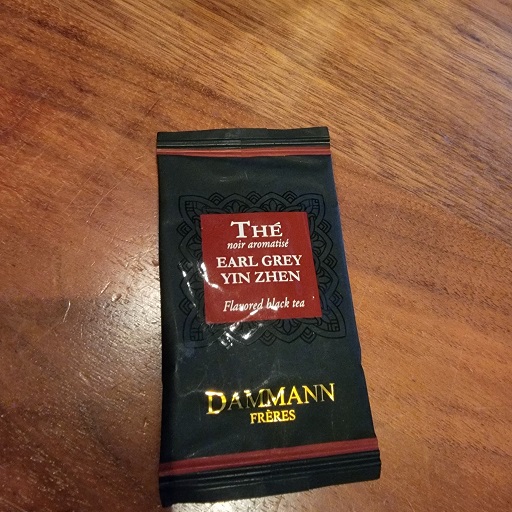 THÉ
noir aromatisé
EARL GREY
YIN ZHEN
Flavored black tea
DAMMANN
FRÈRES